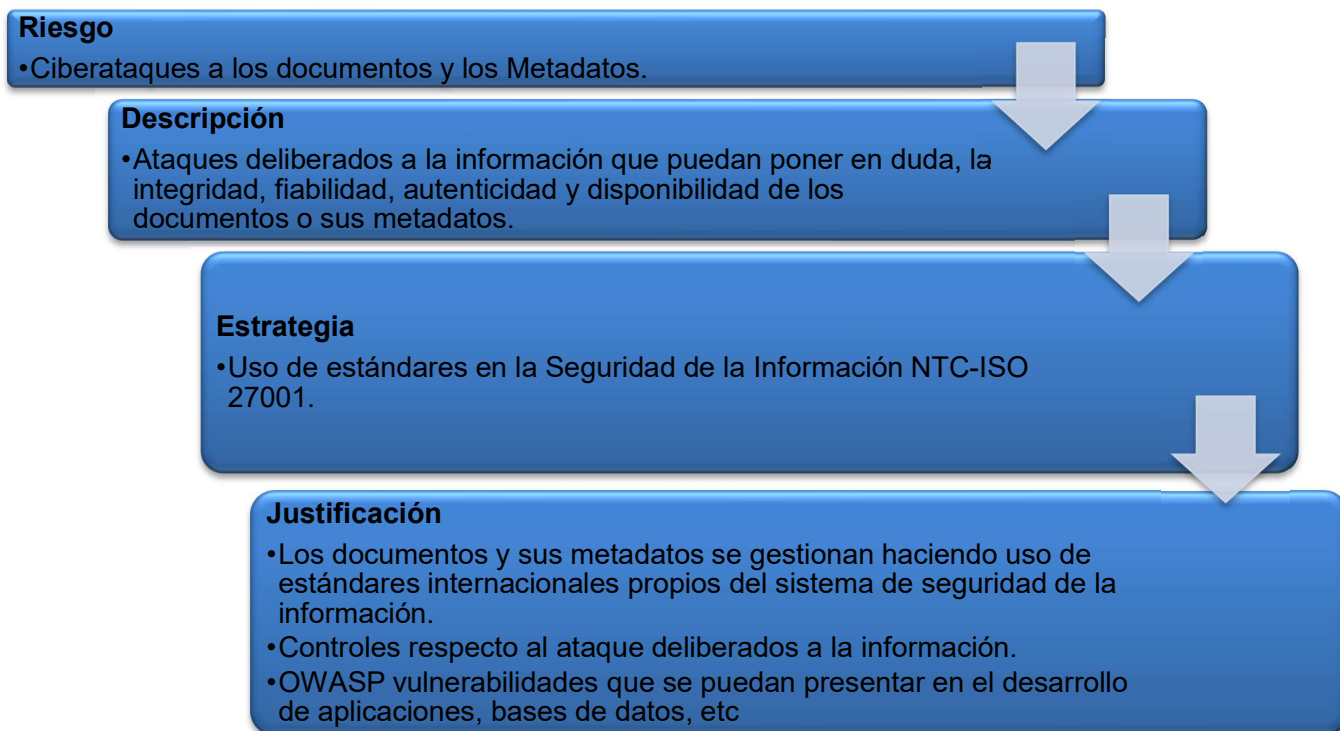 Riesgo
•Ciberataques a los documentos y los Metadatos.
Descripción
•Ataques deliberados a la información que puedan poner en duda, la
integridad, fiabilidad, autenticidad y disponibilidad de los
documentos o sus metadatos.
Estrategia
•Uso de estándares en la Seguridad de la Información NTC-ISO
27001.
Justificación
•Los documentos y sus metadatos se gestionan haciendo uso de
estándares internacionales propios del sistema de seguridad de la
información.
•Controles respecto al ataque deliberados a la información.
•OWASP vulnerabilidades que se puedan presentar en el desarrollo
de aplicaciones, bases de datos, etc